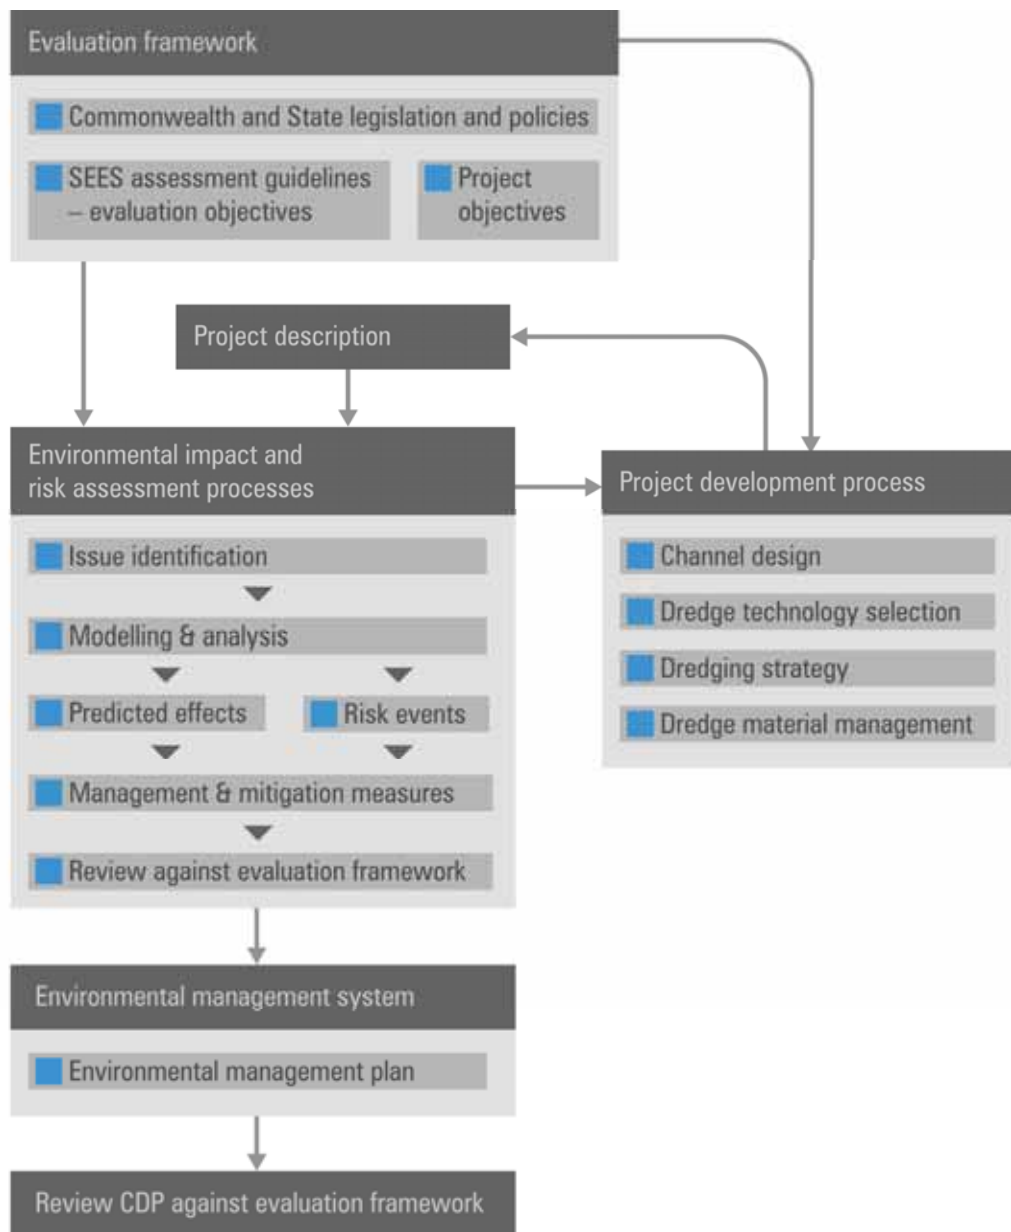 Evaluation framework
Commonwealth and State legislation and policies
SEES assessment guidelines
– evaluation objectives
Project
objectives
Project description
Environmental impact and
risk assessment processes
Issue identification
Modelling & analysis
Predicted effects
Risk events
Management & mitigation measures
Review against evaluation framework
Project development process
Channel design
Dredge technology selection
Dredging strategy
Dredge material management
Environmental management system
Environmental management plan
Review CDP against evaluation framework